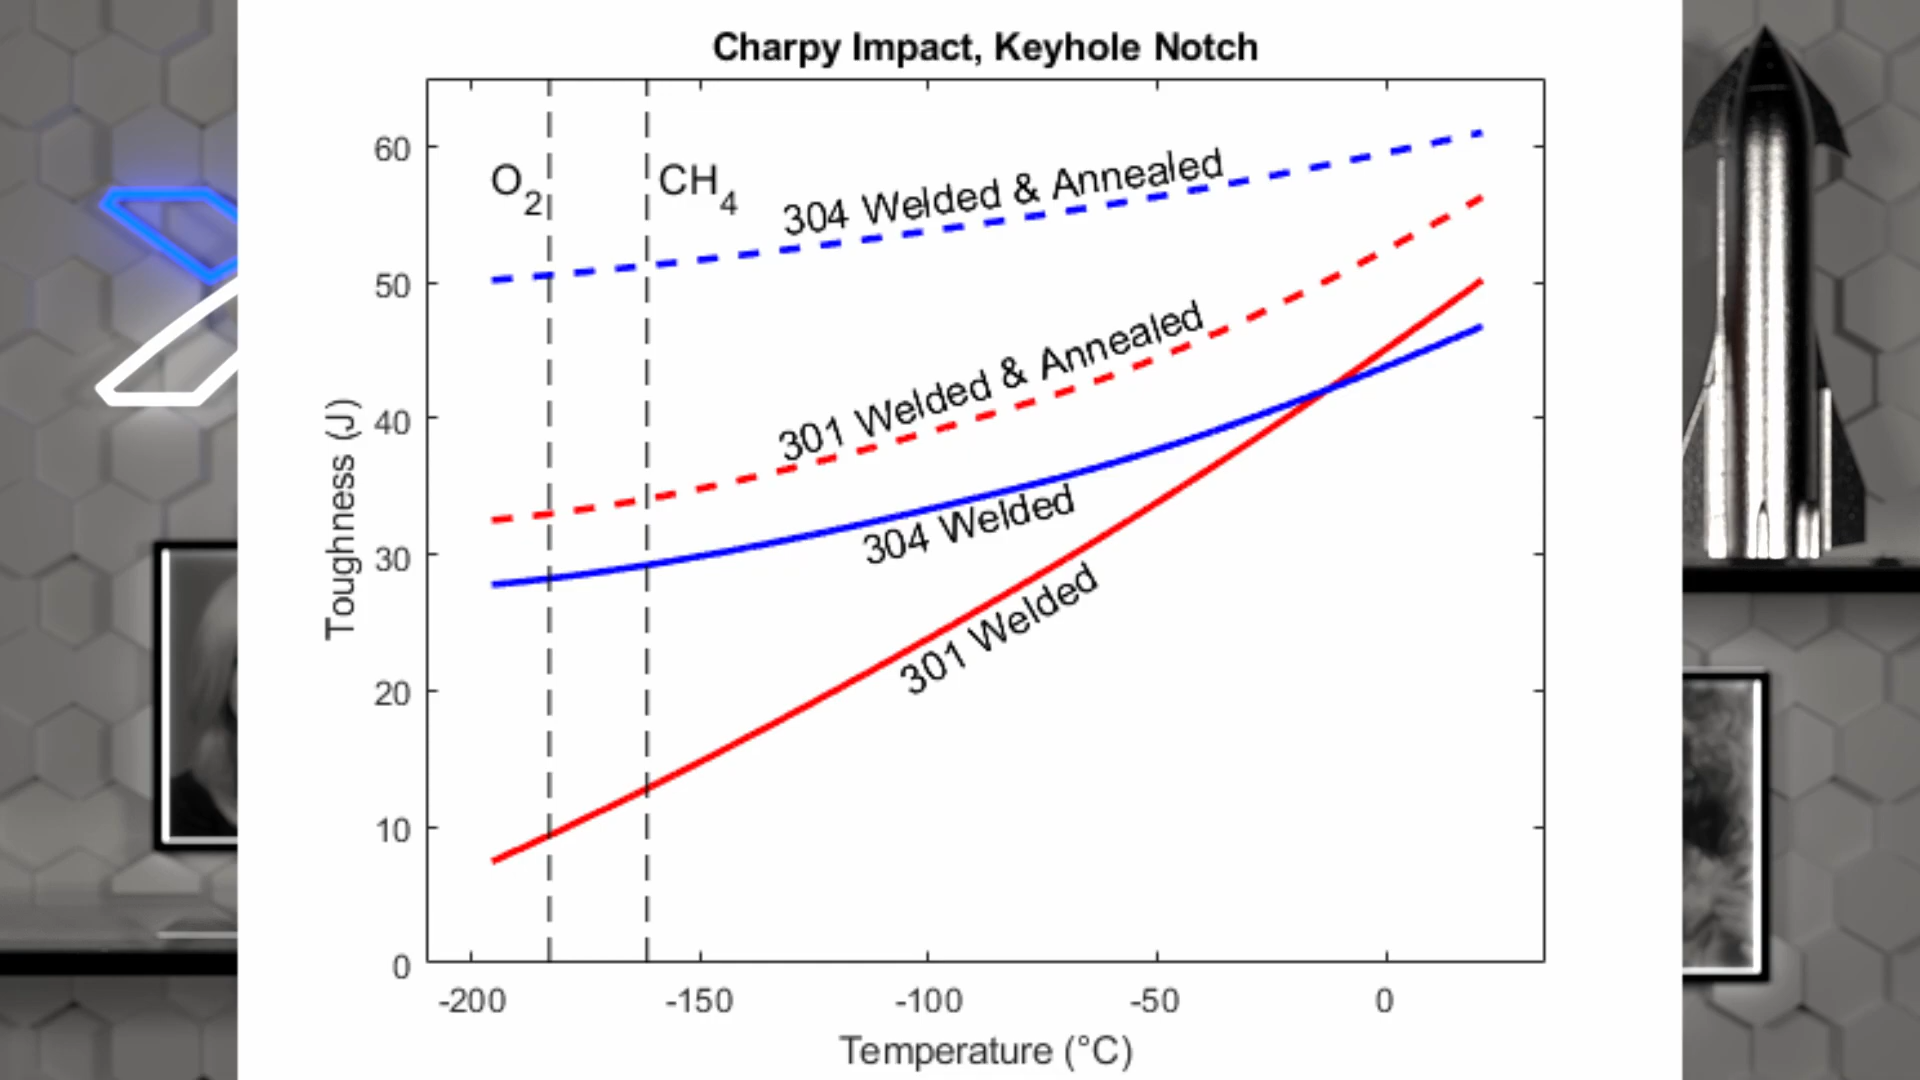 Charpy Impact, Keyhole Notch
O2
CH4
304 Welded & Annealed
301 Welded & Annealed
304 Welded
301 Welded
Toughness (J)
60
50
40
30
20
10
0
-200
-150
-100
-50
0
Temperature (°C)